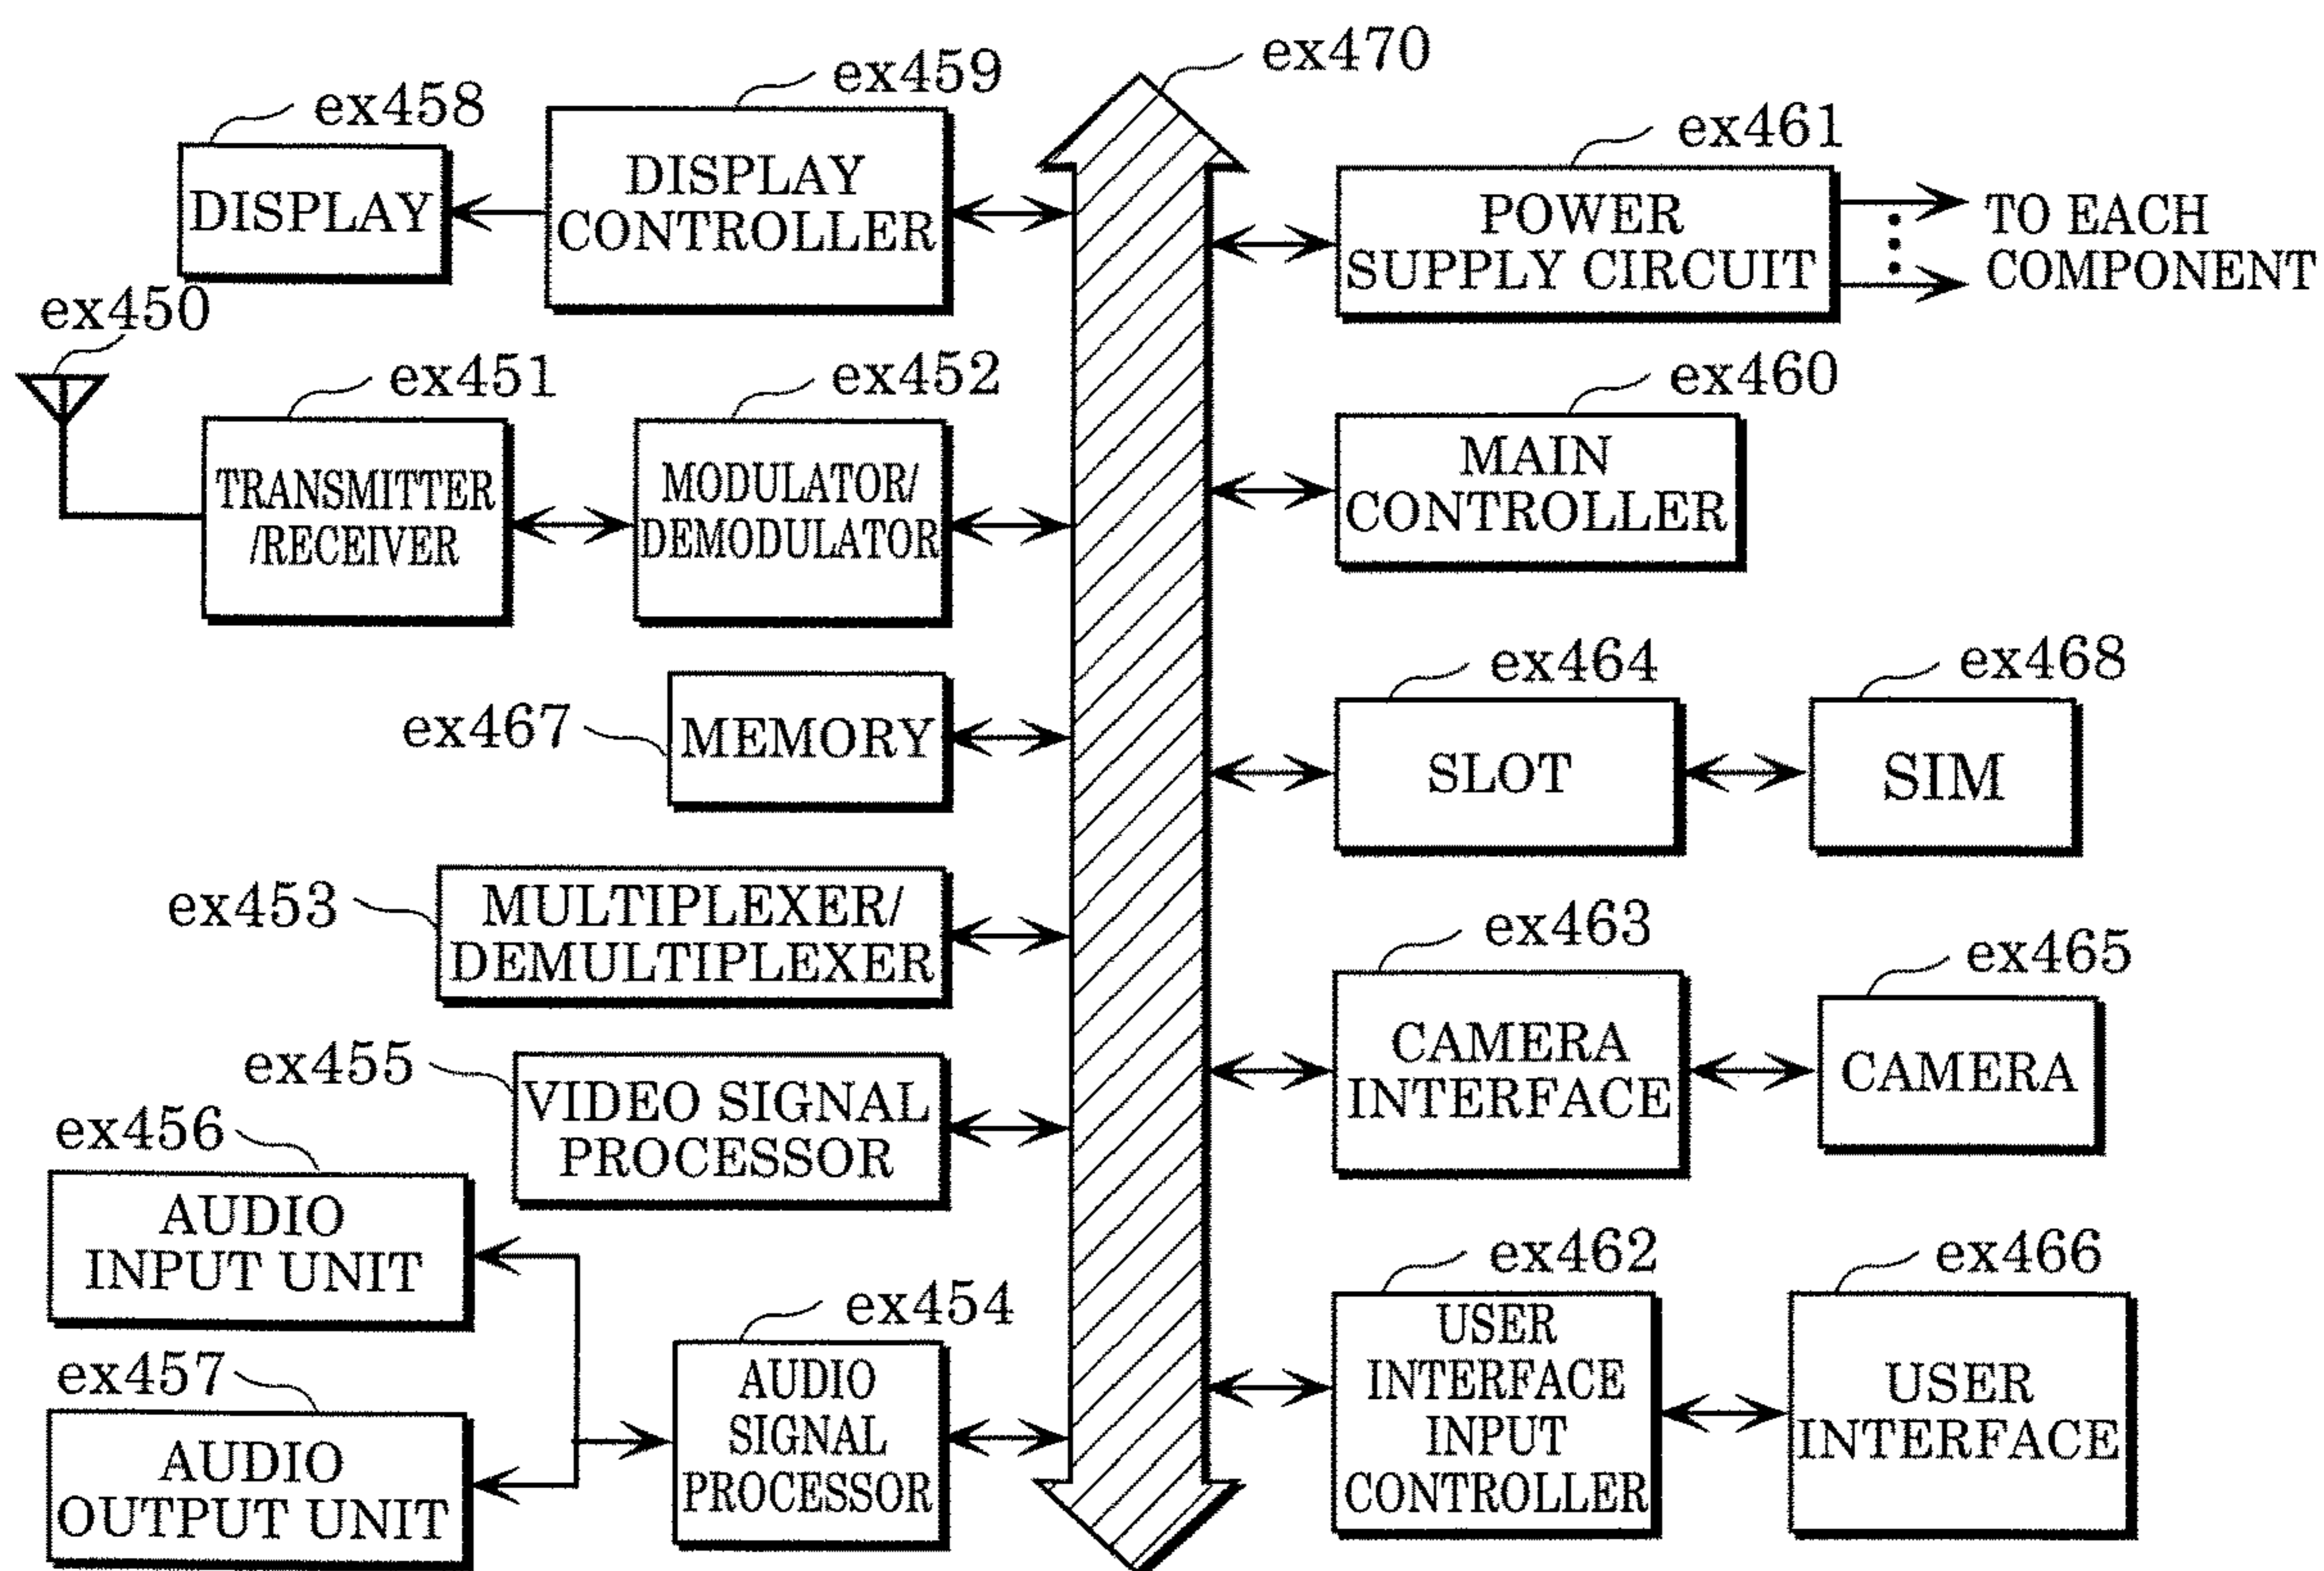 ex470
ex459
ex458
ex461
DISPLAY
DISPLAY
CONTROLLER
POWER
SUPPLY CIRCUIT
TO EACH
COMPONENT
ex450
ex451
ex452
ex460
TRANSMITTER
/RECEIVER
MODULATOR/
DEMODULATOR
MAIN
CONTROLLER
ex467
MEMORY
ex464
ex468
SLOT
SIM
ex453
MULTIPLEXER/
DEMULTIPLEXER
ex463
ex465
CAMERA
INTERFACE
CAMERA
ex455
VIDEO SIGNAL
PROCESSOR
ex456
AUDIO
INPUT UNIT
ex454
ex457
AUDIO
OUTPUT UNIT
AUDIO
SIGNAL
PROCESSOR
ex462
ex466
USER
INTERFACE
INPUT
CONTROLLER
USER
INTERFACE